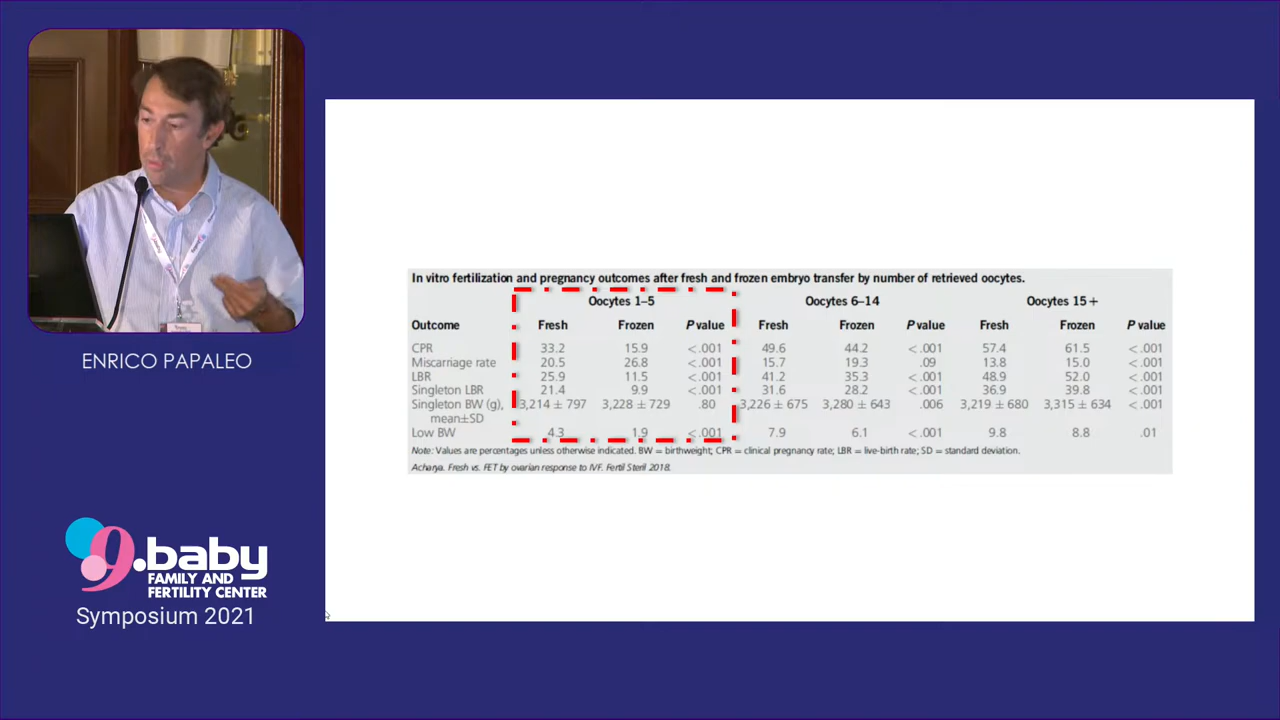 ENRICO PAPALEO
9.baby
FAMILY AND
FERTILITY CENTER
Symposium 2021
In vitro fertilization and pregnancy outcomes after fresh and frozen embryo transfer by number of retrieved oocytes.
Oocytes 1–5 Oocytes 6–14 Oocytes 15+
Outcome Fresh Frozen P value Fresh Frozen P value Fresh Frozen P value
CPR 33.2 15.9 <.001 49.6 44.2 <.001 57.4 61.5 <.001
Miscarriage rate 20.5 26.8 <.001 15.7 19.3 .09 13.8 15.0 <.001
LBR 25.9 11.5 <.001 41.2 35.3 <.001 48.9 52.0 <.001
Singleton LBR 21.4 9.9 <.001 31.6 28.2 <.001 36.9 39.8 <.001
Singleton BW (g), 3,214 ± 797 3,228 ± 729 .80 3,226 ± 675 3,280 ± 643 .006 3,219 ± 680 3,315 ± 634 <.001
mean±SD
Low BW 4.3 1.9 <.001 7.9 6.1 <.001 9.8 8.8 .01
Note: Values are percentages unless otherwise indicated. BW = birthweight; CPR = clinical pregnancy rate; LBR = live-birth rate; SD = standard deviation.
Acharya. Fresh vs. FET by ovarian response to IVF. Fertil Steril 2018.